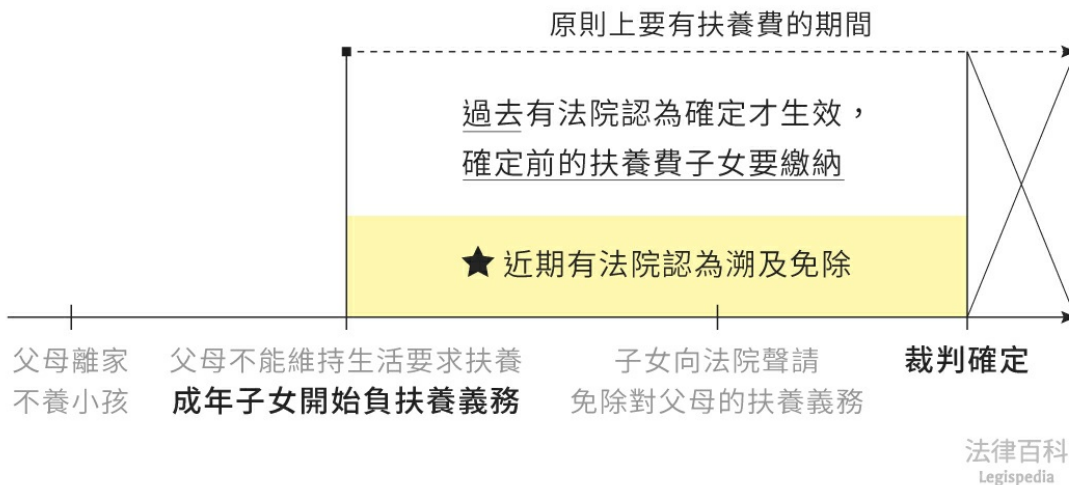 原則上要有扶養費的期間
過去有法院認為確定才生效，
確定前的扶養費子女要繳納
★ 近期有法院認為溯及免除
父母離家
不養小孩
父母不能維持生活要求扶養
成年子女開始負扶養義務
子女向法院聲請
免除對父母的扶養義務
裁判確定
法律百科
Legispedia